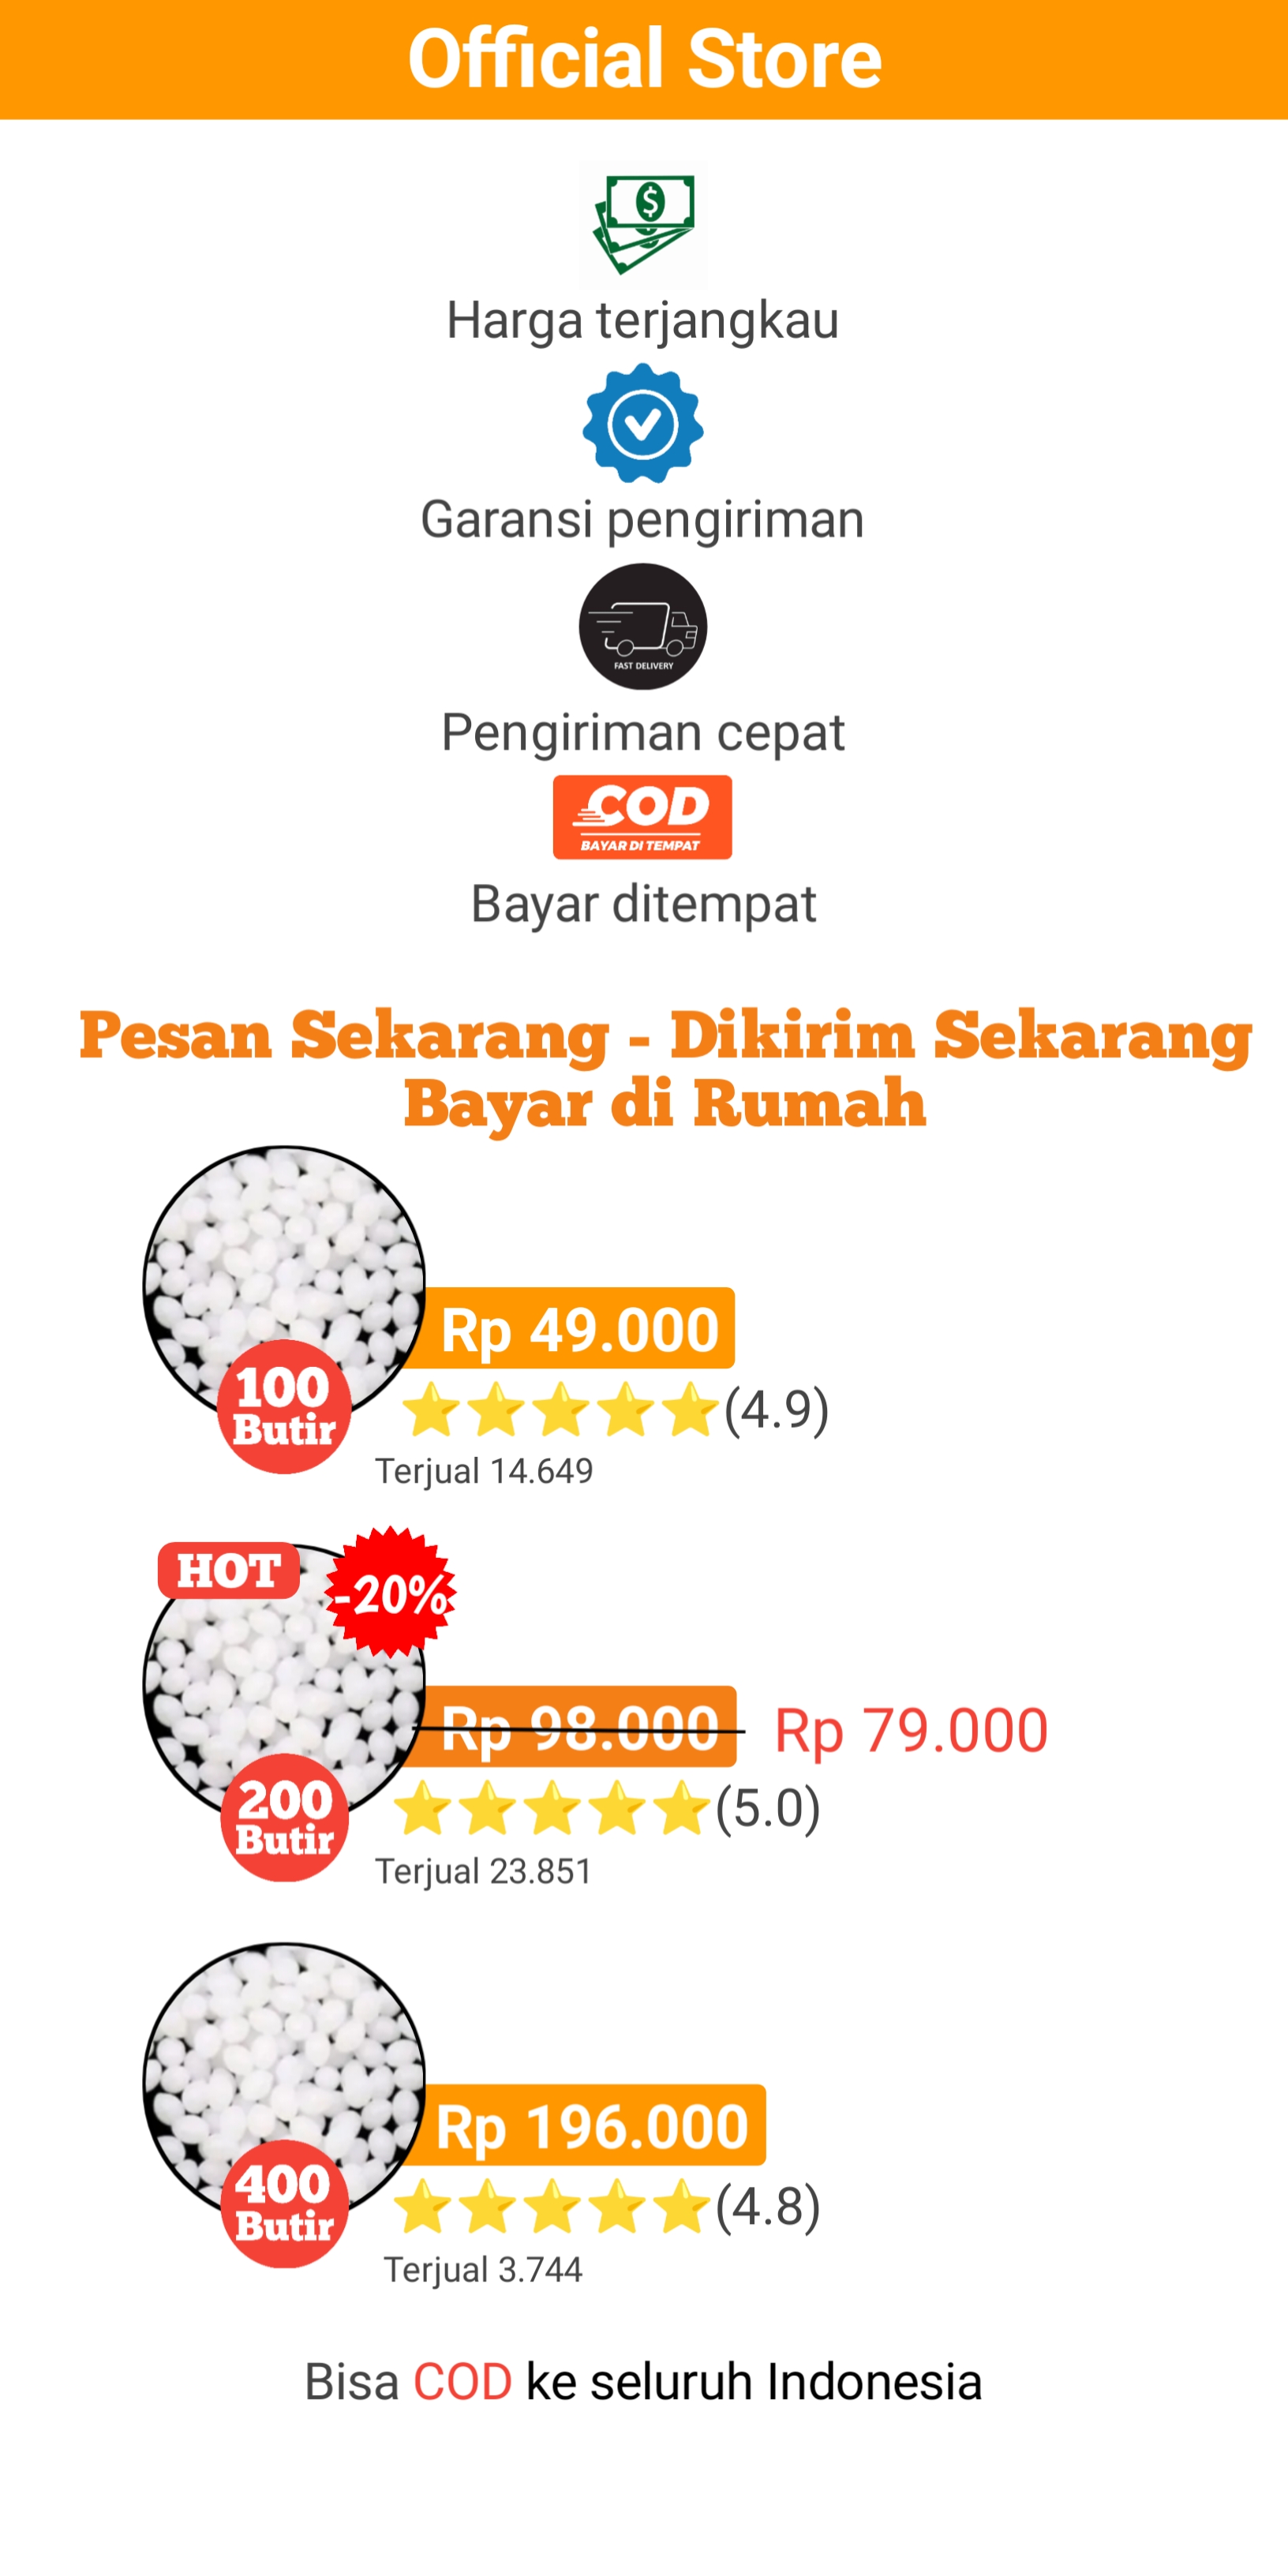 Official Store
$
Harga terjangkau
Garansi pengiriman
FAST DELIVERY
Pengiriman cepat
COD
BAYAR DI TEMPAT
Bayar ditempat
Pesan Sekarang - Dikirim Sekarang
Bayar di Rumah
Rp 49.000
100
Butir
(4.9)
Terjual 14.649
HOT
-20%
Rp 98.000 Rp 79.000
200
Butir
(5.0)
Terjual 23.851
Rp 196.000
400
Butir
(4.8)
Terjual 3.744
Bisa COD ke seluruh Indonesia